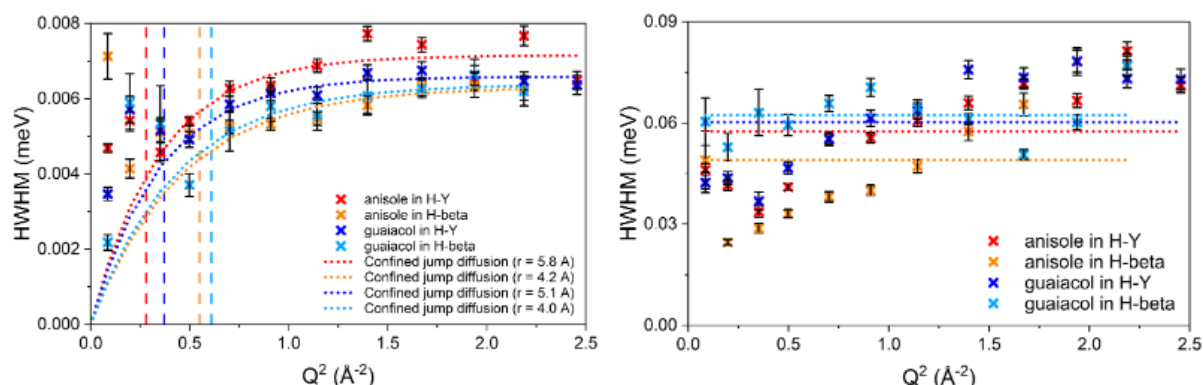 0.008
0.006
0.004
0.002
0.000
HWHM (meV)
anisole in H-Y
anisole in H-beta
guaiacol in H-Y
guaiacol in H-beta
Confined jump diffusion (r = 5.8 A)
Confined jump diffusion (r = 4.2 A)
Confined jump diffusion (r = 5.1 A)
Confined jump diffusion (r = 4.0 A)
0.0 0.5 1.0 1.5 2.0 2.5
Q² (Å⁻²)
0.09
0.06
0.03
0.00
HWHM (meV)
anisole in H-Y
anisole in H-beta
guaiacol in H-Y
guaiacol in H-beta
0.0 0.5 1.0 1.5 2.0 2.5
Q² (Å⁻²)